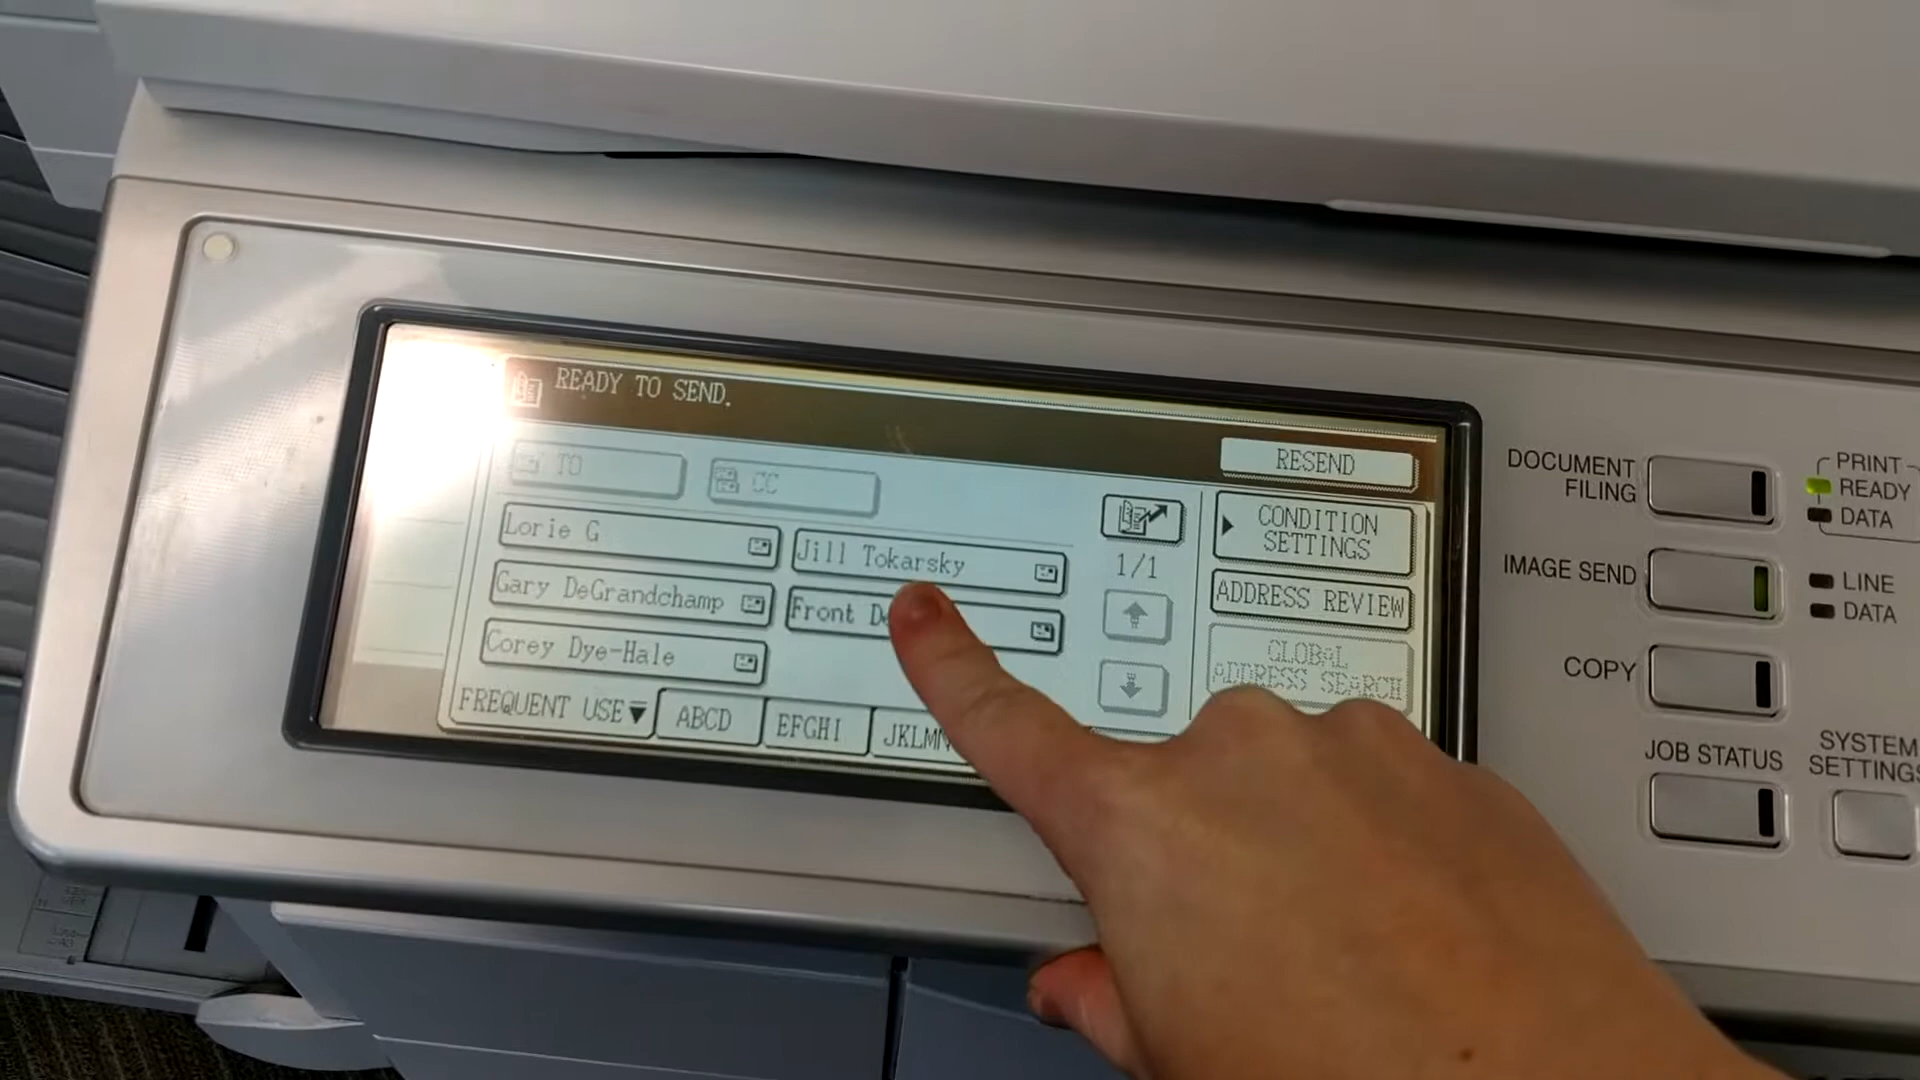 READY TO SEND.
RESEND
TO
CC
Lorie G
Jill Tokarsky
Gary DeGrandchamp
Front
Corey Dye-Hale
1/1
CONDITION
SETTINGS
ADDRESS REVIEW
GLOBAL
ADDRESS SEARCH
FREQUENT USE▼
ABCD
EFGHI
DOCUMENT
FILING
IMAGE SEND
COPY
JOB STATUS
PRINT
READY
DATA
LINE
DATA
SYSTEM
SETTINGS